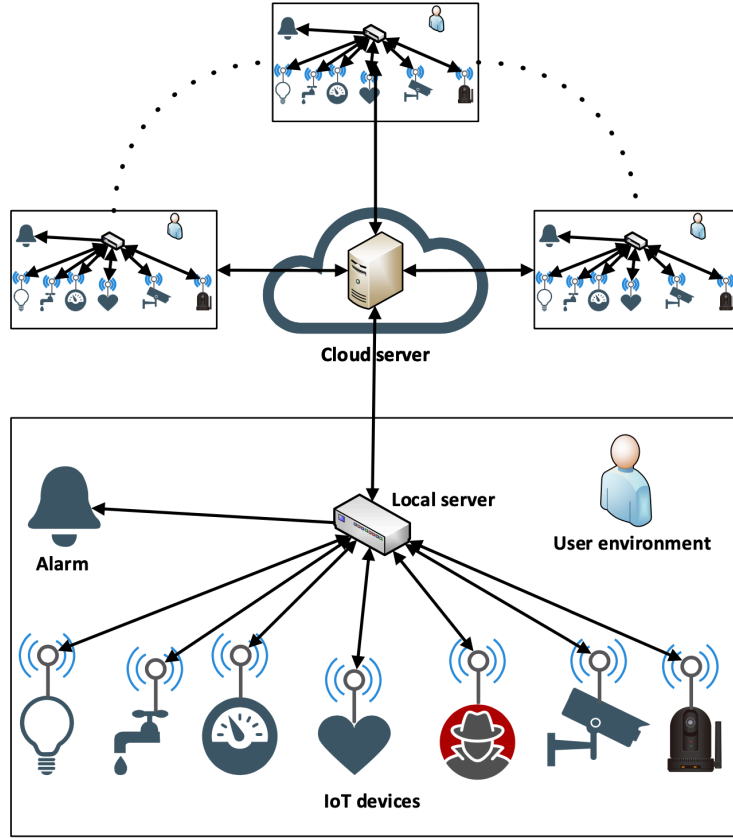 Cloud server
Local server
User environment
Alarm
IoT devices